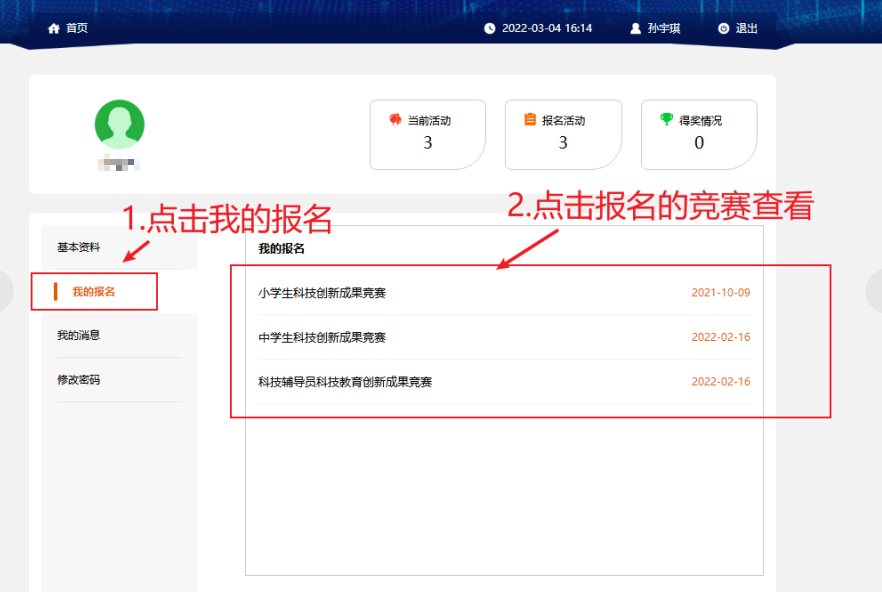 首页
2022-03-04 16:14
孙宇琪
退出
当前活动
3
报名活动
3
得奖情况
0
1.点击我的报名
2.点击报名的竞赛查看
基本资料
我的报名
我的消息
修改密码
我的报名
小学生科技创新成果竞赛 2021-10-09
中学生科技创新成果竞赛 2022-02-16
科技辅导员科技教育创新成果竞赛 2022-02-16